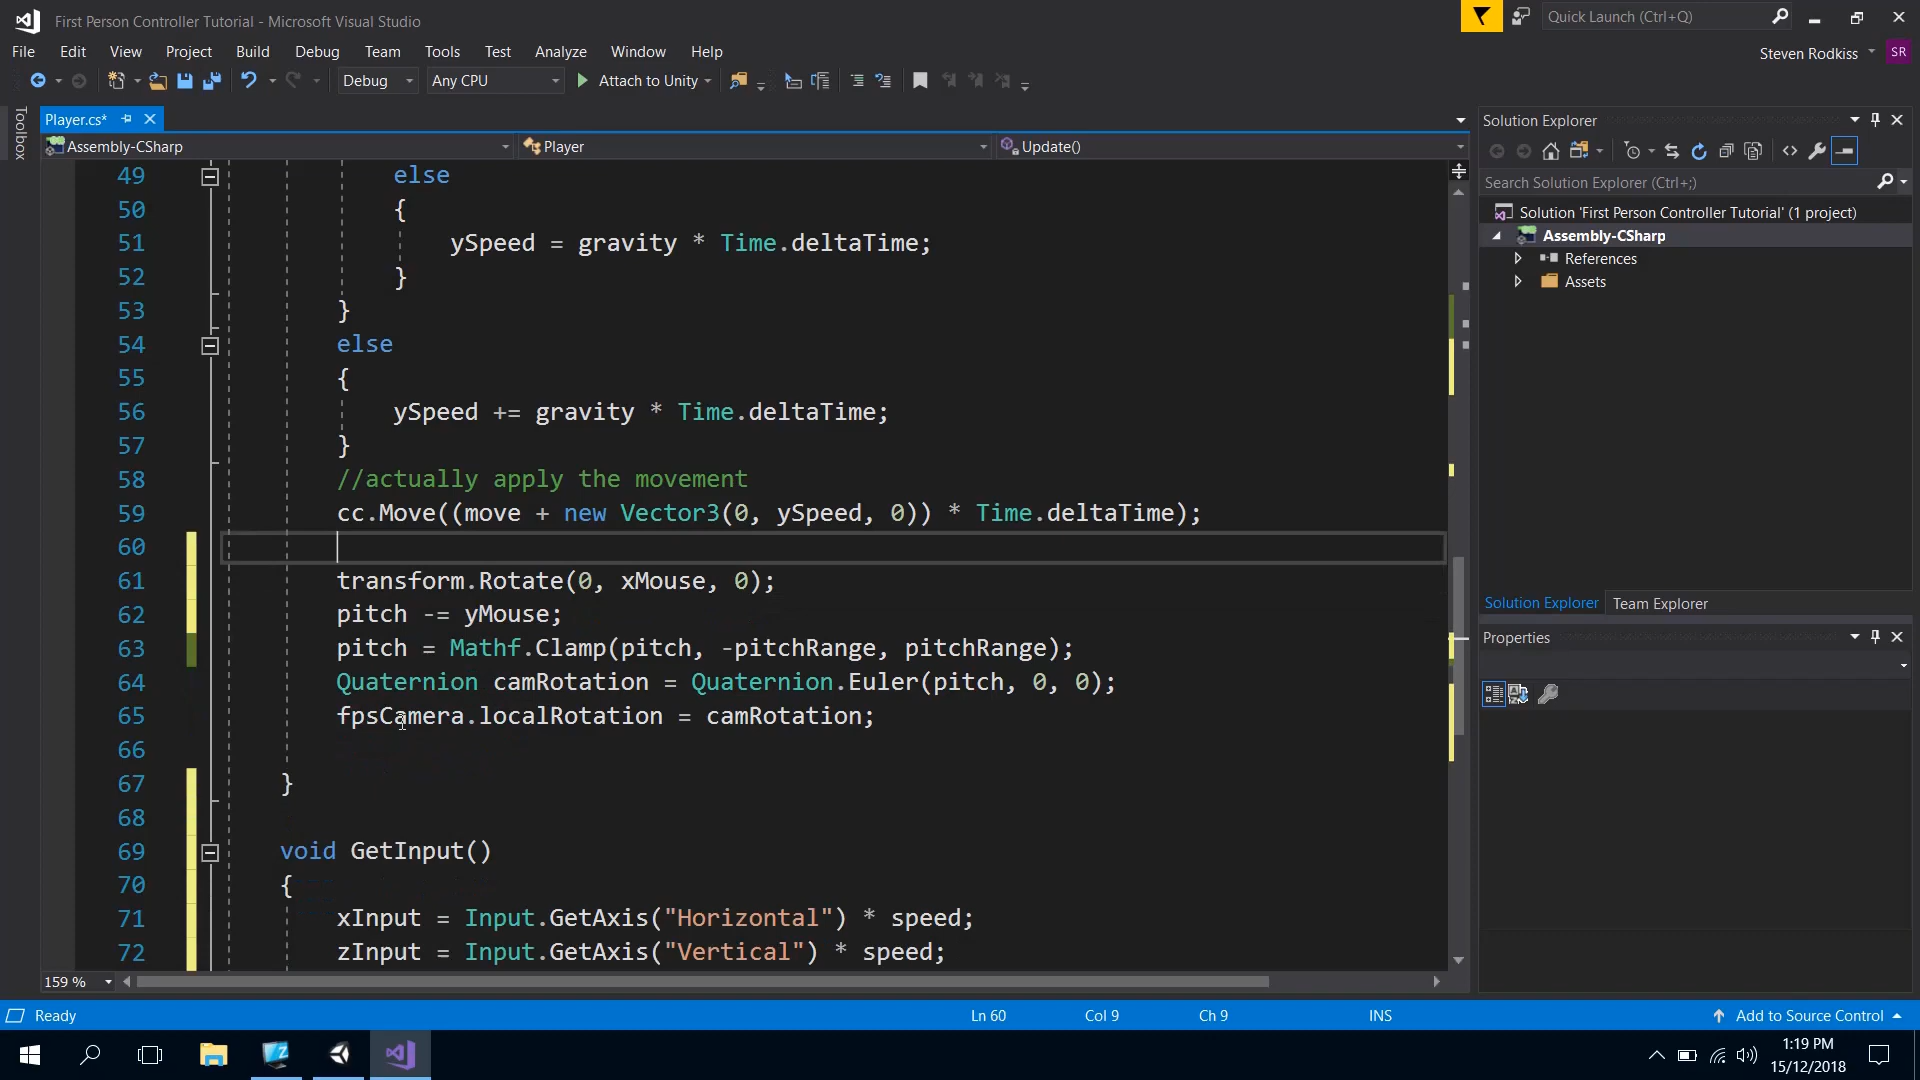 First Person Controller Tutorial - Microsoft Visual Studio
Quick Launch (Ctrl+Q)
File Edit View Project Build Debug Team Tools Test Analyze Window Help
Steven Rodkiss SR
Debug Any CPU Attach to Unity
Toolbox
Player.cs*
Assembly-CSharp Player Update()
49 else
50 {
51 ySpeed = gravity * Time.deltaTime;
52 }
53 }
54 else
55 {
56 ySpeed += gravity * Time.deltaTime;
57 }
58 //actually apply the movement
59 cc.Move((move + new Vector3(0, ySpeed, 0)) * Time.deltaTime);
60
61 transform.Rotate(0, xMouse, 0);
62 pitch -= yMouse;
63 pitch = Mathf.Clamp(pitch, -pitchRange, pitchRange);
64 Quaternion camRotation = Quaternion.Euler(pitch, 0, 0);
65 fpsCamera.localRotation = camRotation;
66
67 }
68
69 void GetInput()
70 {
71 xInput = Input.GetAxis("Horizontal") * speed;
72 zInput = Input.GetAxis("Vertical") * speed;
159 %
Solution Explorer
Search Solution Explorer (Ctrl+;)
Solution 'First Person Controller Tutorial' (1 project)
Assembly-CSharp
References
Assets
Solution Explorer Team Explorer
Properties
Ready Ln 60 Col 9 Ch 9 INS Add to Source Control
1:19 PM
15/12/2018